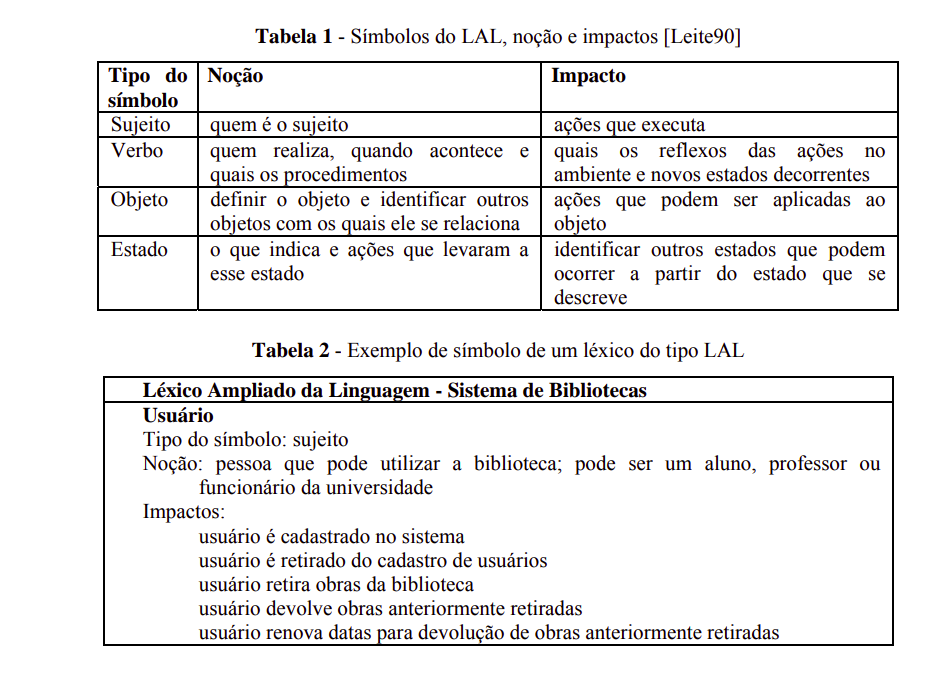 Tabela 1 - Símbolos do LAL, noção e impactos [Leite90]
Tipo do símbolo Noção Impacto
Sujeito quem é o sujeito ações que executa
Verbo quem realiza, quando acontece e quais os procedimentos quais os reflexos das ações no ambiente e novos estados decorrentes
Objeto definir o objeto e identificar outros objetos com os quais ele se relaciona ações que podem ser aplicadas ao objeto
Estado o que indica e ações que levaram a esse estado identificar outros estados que podem ocorrer a partir do estado que se descreve
Tabela 2 - Exemplo de símbolo de um léxico do tipo LAL
Léxico Ampliado da Linguagem - Sistema de Bibliotecas
Usuário
Tipo do símbolo: sujeito
Noção: pessoa que pode utilizar a biblioteca; pode ser um aluno, professor ou
funcionário da universidade
Impactos:
usuário é cadastrado no sistema
usuário é retirado do cadastro de usuários
usuário retira obras da biblioteca
usuário devolve obras anteriormente retiradas
usuário renova datas para devolução de obras anteriormente retiradas